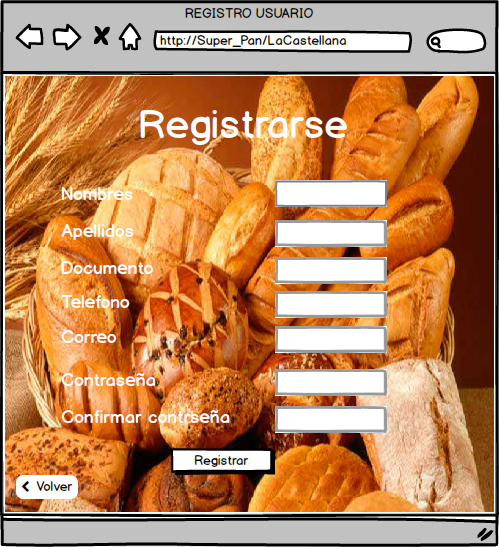 REGISTRO USUARIO
http://Super_Pan/LaCastellana
Registrarse
Nombres
Apellidos
Documento
Telefono
Correo
Contraseña
Confirmar contrseña
Registrar
Volver